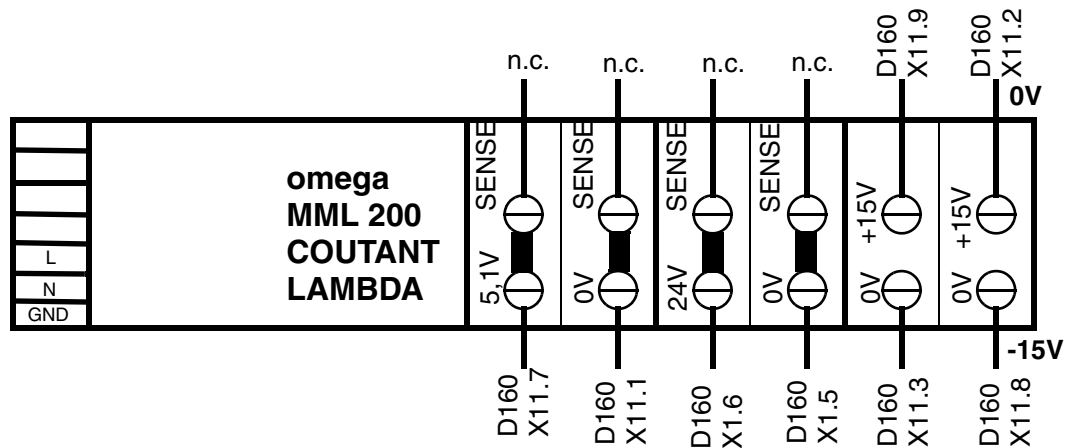 n.c.
n.c.
n.c.
n.c.
D160
X11.9
D160
X11.2
0V
SENSE
SENSE
SENSE
SENSE
+15V
+15V
omega
MML 200
COUTANT
LAMBDA
L
N
GND
5,1V
0V
24V
0V
0V
0V
-15V
D160
X11.7
D160
X11.1
D160
X1.6
D160
X1.5
D160
X11.3
D160
X11.8